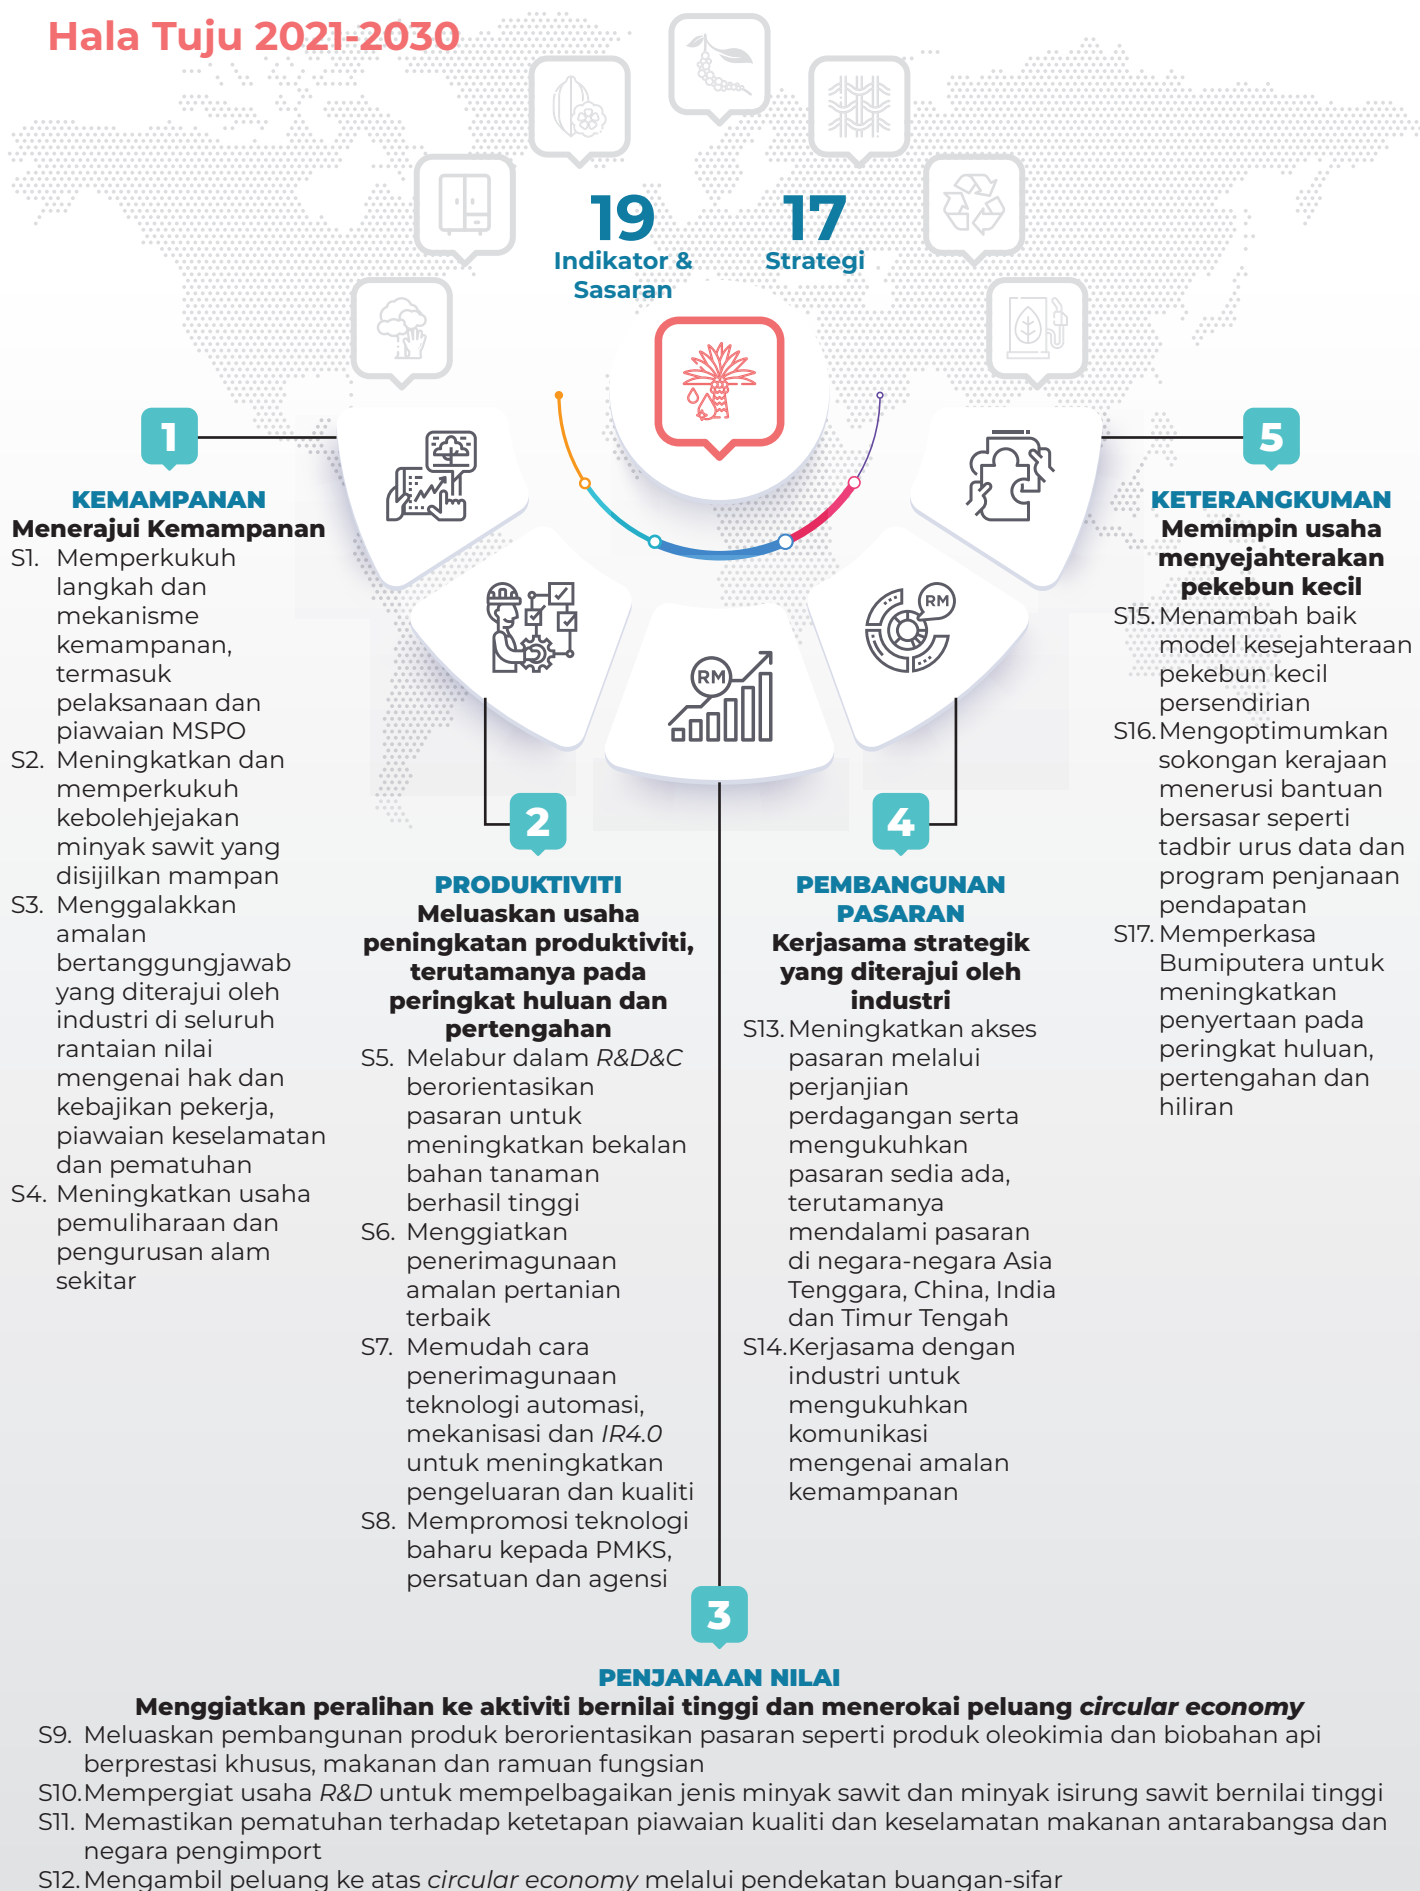 Hala Tuju 2021-2030
19
Indikator &
Sasaran
17
Strategi
1
KEMAMPANAN
Menerajui Kemampanan
S1. Memperkukuh
langkah dan
mekanisme
kemampanan,
termasuk
pelaksanaan dan
piawaian MSPO
S2. Meningkatkan dan
memperkukuh
kebolehjejakan
minyak sawit yang
disijilkan mampan
S3. Menggalakkan
amalan
bertanggungjawab
yang diterajui oleh
industri di seluruh
rantaian nilai
mengenai hak dan
kebajikan pekerja,
piawaian keselamatan
dan pematuhan
S4. Meningkatkan usaha
pemuliharaan dan
pengurusan alam
sekitar
2
PRODUKTIVITI
Meluaskan usaha
peningkatan produktiviti,
terutamanya pada
peringkat huluan dan
pertengahan
S5. Melabur dalam R&D&C
berorientasikan
pasaran untuk
meningkatkan bekalan
bahan tanaman
berhasil tinggi
S6. Menggiatkan
penerimagunaan
amalan pertanian
terbaik
S7. Memudah cara
penerimagunaan
teknologi automasi,
mekanisasi dan IR4.0
untuk meningkatkan
pengeluaran dan kualiti
S8. Mempromosi teknologi
baharu kepada PMKS,
persatuan dan agensi
RM
RM
4
PEMBANGUNAN
PASARAN
Kerjasama strategik
yang diterajui oleh
industri
S13. Meningkatkan akses
pasaran melalui
perjanjian
perdagangan serta
mengukuhkan
pasaran sedia ada,
terutamanya
mendalami pasaran
di negara-negara Asia
Tenggara, China, India
dan Timur Tengah
S14. Kerjasama dengan
industri untuk
mengukuhkan
komunikasi
mengenai amalan
kemampanan
5
KETERANGKUMAN
Memimpin usaha
menyejahterakan
pekebun kecil
S15. Menambah baik
model kesejahteraan
pekebun kecil
persendirian
S16. Mengoptimumkan
sokongan kerajaan
menerusi bantuan
bersasar seperti
tadbir urus data dan
program penjanaan
pendapatan
S17. Memperkasa
Bumiputera untuk
meningkatkan
penyertaan pada
peringkat huluan,
pertengahan dan
hiliran
3
PENJANAAN NILAI
Menggiatkan peralihan ke aktiviti bernilai tinggi dan menerokai peluang circular economy
S9. Meluaskan pembangunan produk berorientasikan pasaran seperti produk oleokimia dan biobahan api
berprestasi khusus, makanan dan ramuan fungsian
S10. Mempergiat usaha R&D untuk mempelbagaikan jenis minyak sawit dan minyak isirung sawit bernilai tinggi
S11. Memastikan pematuhan terhadap ketetapan piawaian kualiti dan keselamatan makanan antarabangsa dan
negara pengimport
S12. Mengambil peluang ke atas circular economy melalui pendekatan buangan-sifar